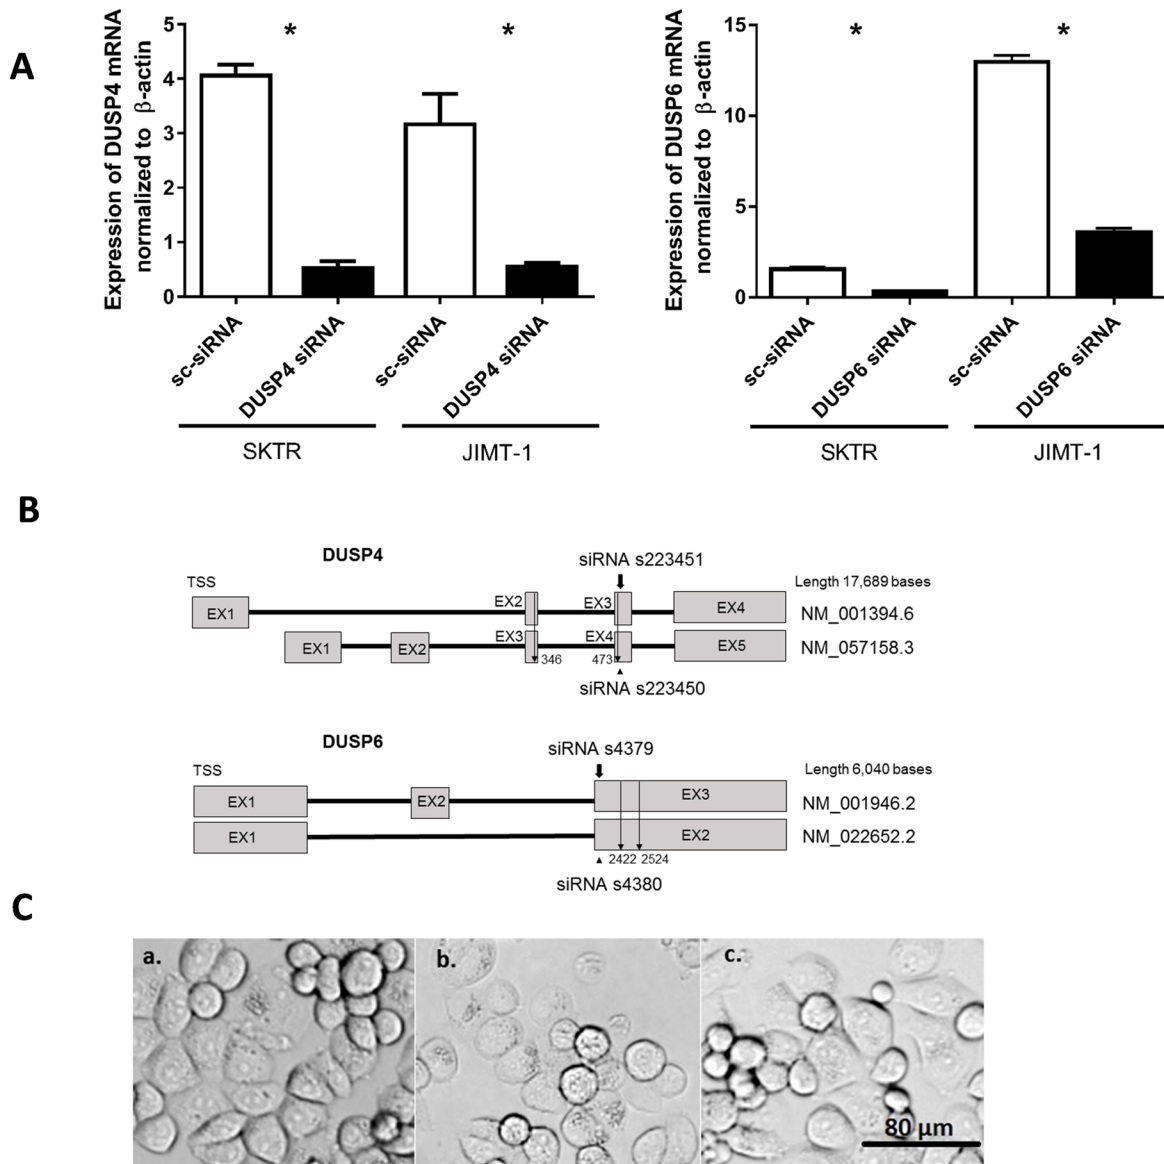 A
Expression of DUSP4 mRNA
normalized to β-actin
5
4
3
2
1
0
*
*
sc-siRNA
DUSP4 siRNA
sc-siRNA
DUSP4 siRNA
SKTR
JIMT-1
Expression of DUSP6 mRNA
normalized to β-actin
15
10
5
0
*
*
sc-siRNA
DUSP6 siRNA
sc-siRNA
DUSP6 siRNA
SKTR
JIMT-1
B
DUSP4
siRNA s223451
TSS
Length 17,689 bases
EX1
EX2
EX3
EX4
NM_001394.6
EX1
EX2
EX3
EX4
EX5
NM_057158.3
346
473
siRNA s223450
DUSP6
siRNA s4379
TSS
Length 6,040 bases
EX1
EX2
EX3
NM_001946.2
EX1
EX2
NM_022652.2
2422
2524
siRNA s4380
C
a.
b.
c.
80 µm